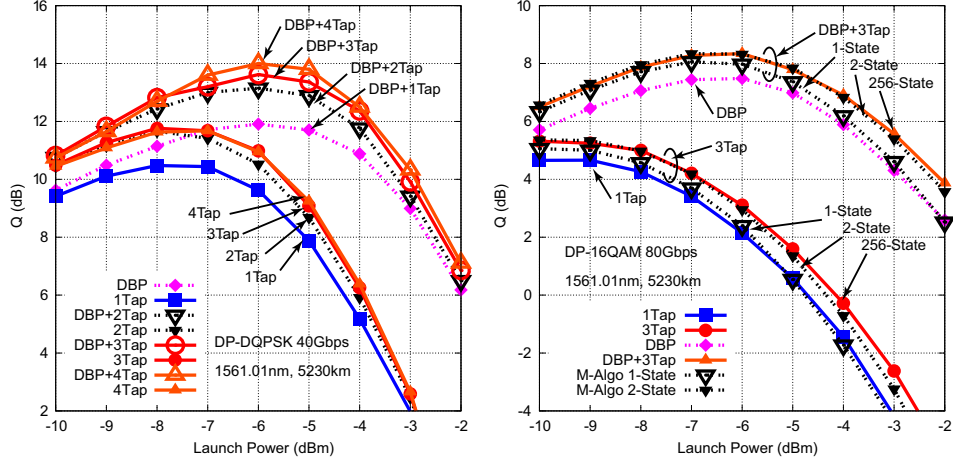 16
14
12
10
8
6
4
2
Q (dB)
-10 -9 -8 -7 -6 -5 -4 -3 -2
Launch Power (dBm)
DBP+4Tap
DBP+3Tap
DBP+2Tap
DBP+1Tap
4Tap
3Tap
2Tap
1Tap
DBP
1Tap
DBP+2Tap
2Tap
DBP+3Tap
3Tap
DBP+4Tap
4Tap
DP-DQPSK 40Gbps
1561.01nm, 5230km
10
8
6
4
2
0
-2
-4
Q (dB)
-10 -9 -8 -7 -6 -5 -4 -3 -2
Launch Power (dBm)
DBP+3Tap
1-State
2-State
256-State
DBP
3Tap
1Tap
1-State
2-State
256-State
DP-16QAM 80Gbps
1561.01nm, 5230km
1Tap
3Tap
DBP
DBP+3Tap
M-Algo 1-State
M-Algo 2-State